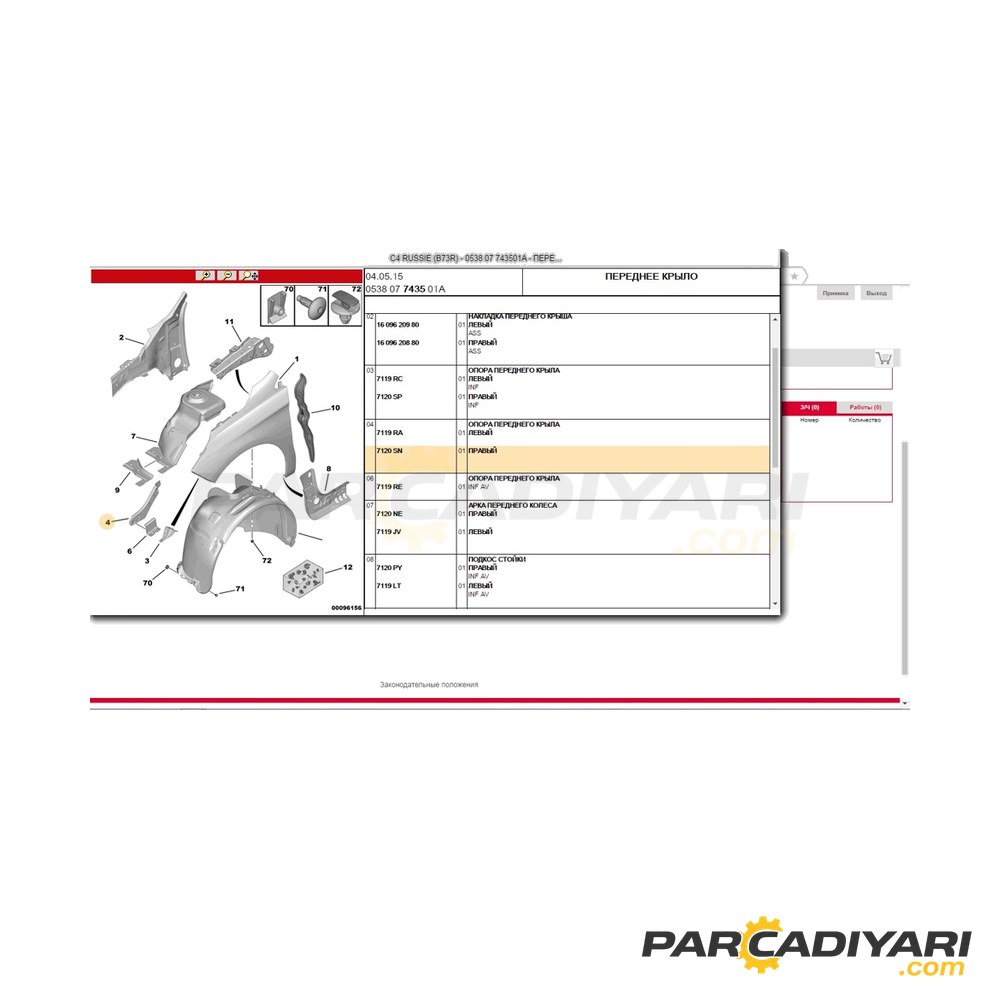 C4 RUSSIE (B73R) - 0538 07 743501A - ПЕРЕ...
04.05.15
ПЕРЕДНЕЕ КРЫЛО
0538 07 7435 01A
70 71 72
2
11
1
10
7
8
9
4
6
3
70
72
71
12
00096156
02 НАКЛАДКА ПЕРЕДНЕГО КРЫЛА
16 096 209 80 01 ЛЕВЫЙ
ASS
16 096 208 80 01 ПРАВЫЙ
ASS
03 ОПОРА ПЕРЕДНЕГО КРЫЛА
7119 RC 01 ЛЕВЫЙ
INF
7120 SP 01 ПРАВЫЙ
INF
04 ОПОРА ПЕРЕДНЕГО КРЫЛА
7119 RA 01 ЛЕВЫЙ
7120 SN 01 ПРАВЫЙ
06 ОПОРА ПЕРЕДНЕГО КРЫЛА
7119 RE 01 INF AV
07 АРКА ПЕРЕДНЕГО КОЛЕСА
7120 NE 01 ПРАВЫЙ
7119 JV 01 ЛЕВЫЙ
08 ПОДКОС СТОЙКИ
7120 PY 01 ПРАВЫЙ
INF AV
7119 LT 01 ЛЕВЫЙ
INF AV
Приемка Выход
З/Ч (0) Работы (0)
Номер Количество
PARCADIYARI
.com
Законодательные положения
PARCADIYARI
.com